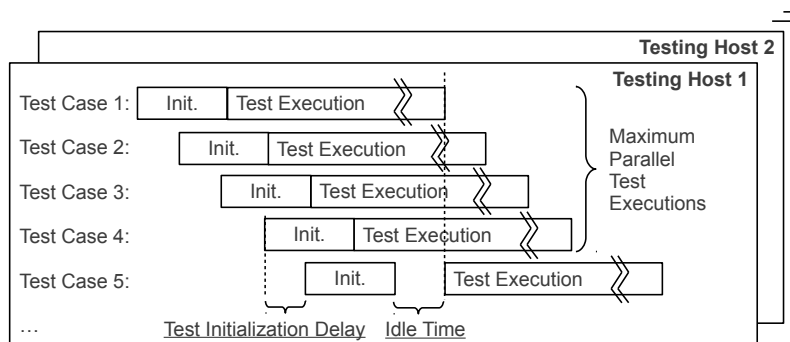 Testing Host 2
Testing Host 1
Test Case 1: Init. Test Execution
Test Case 2: Init. Test Execution
Test Case 3: Init. Test Execution
Test Case 4: Init. Test Execution
Test Case 5: Init. Test Execution
Maximum
Parallel
Test
Executions
... Test Initialization Delay Idle Time